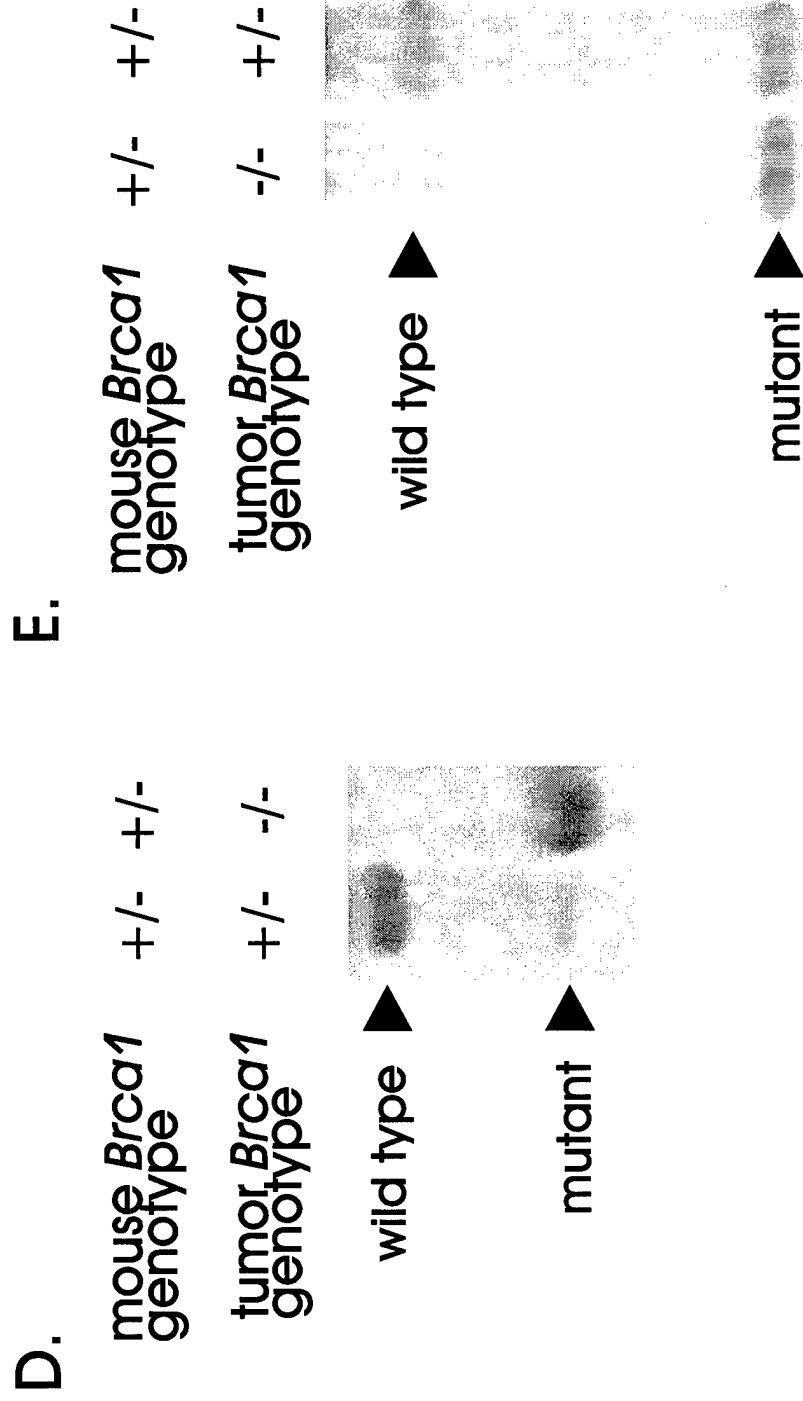 D.
mouse Brca1 genotype +/- +/-
tumor Brca1 genotype +/- -/-
wild type
mutant
E.
mouse Brca1 genotype +/- +/-
tumor Brca1 genotype -/- +/-
wild type
mutant